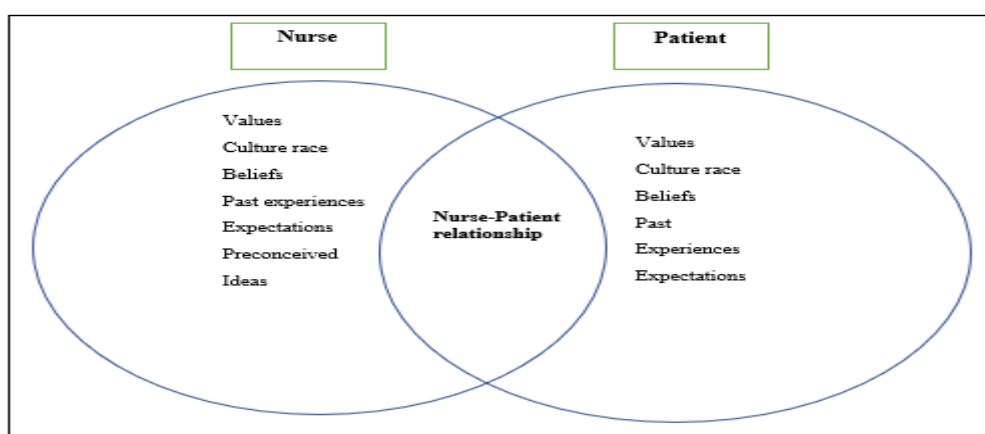 Nurse
Patient
Values
Culture race
Beliefs
Past experiences
Expectations
Preconceived
Ideas
Nurse-Patient
relationship
Values
Culture race
Beliefs
Past
Experiences
Expectations